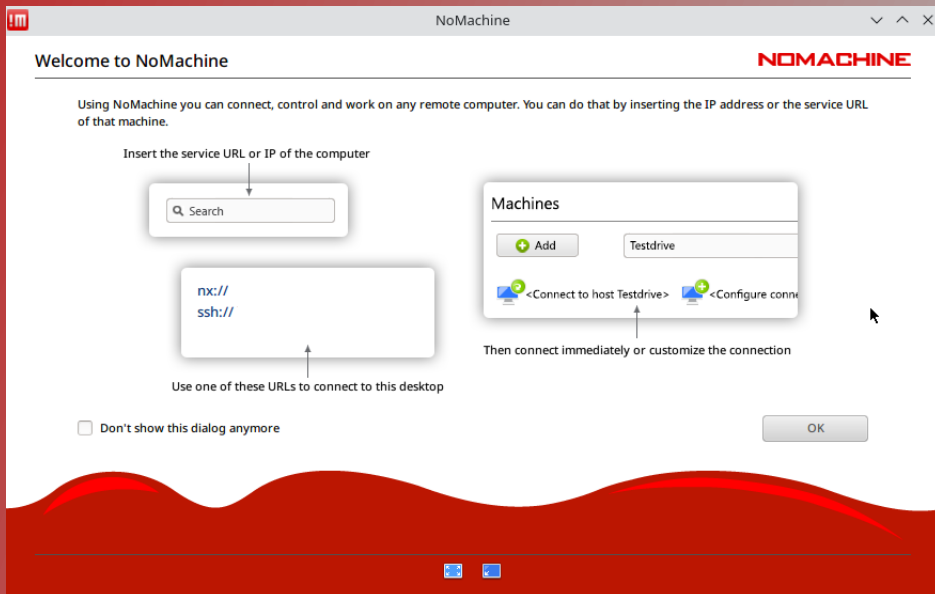 !m
NoMachine
Welcome to NoMachine
NOMACHINE
Using NoMachine you can connect, control and work on any remote computer. You can do that by inserting the IP address or the service URL
of that machine.
Insert the service URL or IP of the computer
Search
nx://
ssh://
Use one of these URLs to connect to this desktop
Machines
Add
Testdrive
<Connect to host Testdrive>
<Configure conne
Then connect immediately or customize the connection
Don't show this dialog anymore
OK